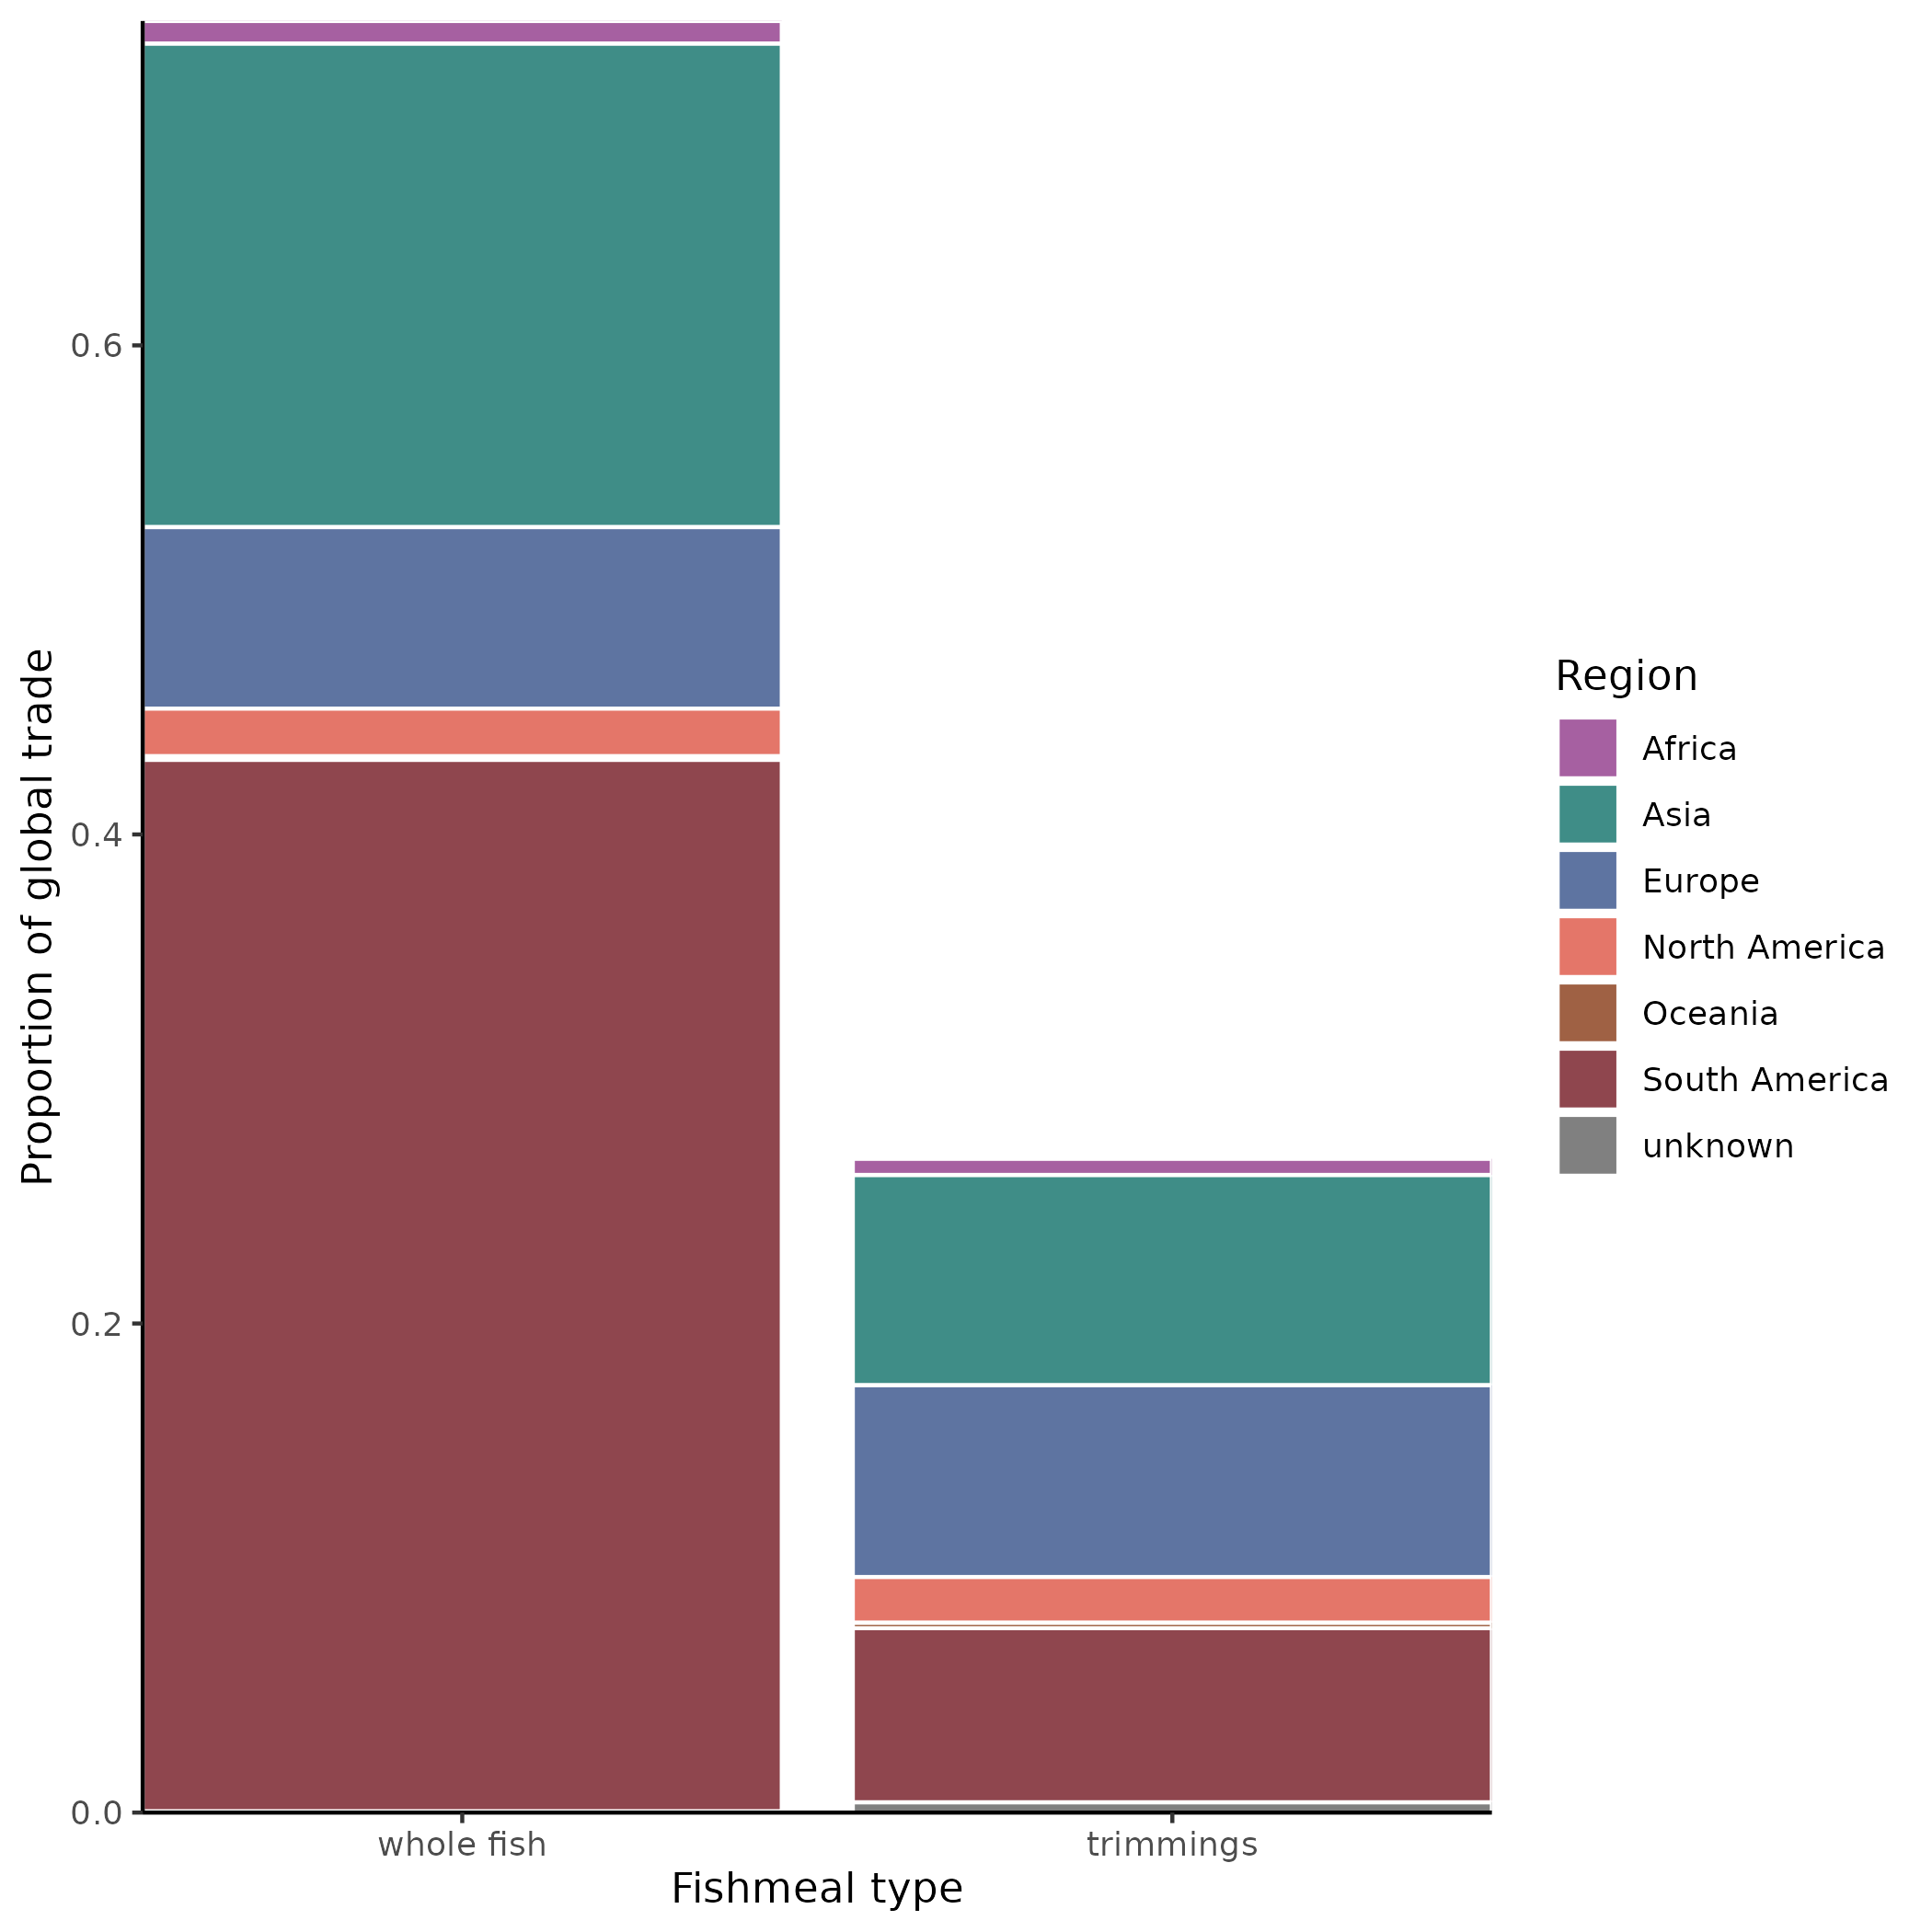 Proportion of global trade
0.6
0.4
0.2
0.0
whole fish
trimmings
Fishmeal type
Region
Africa
Asia
Europe
North America
Oceania
South America
unknown